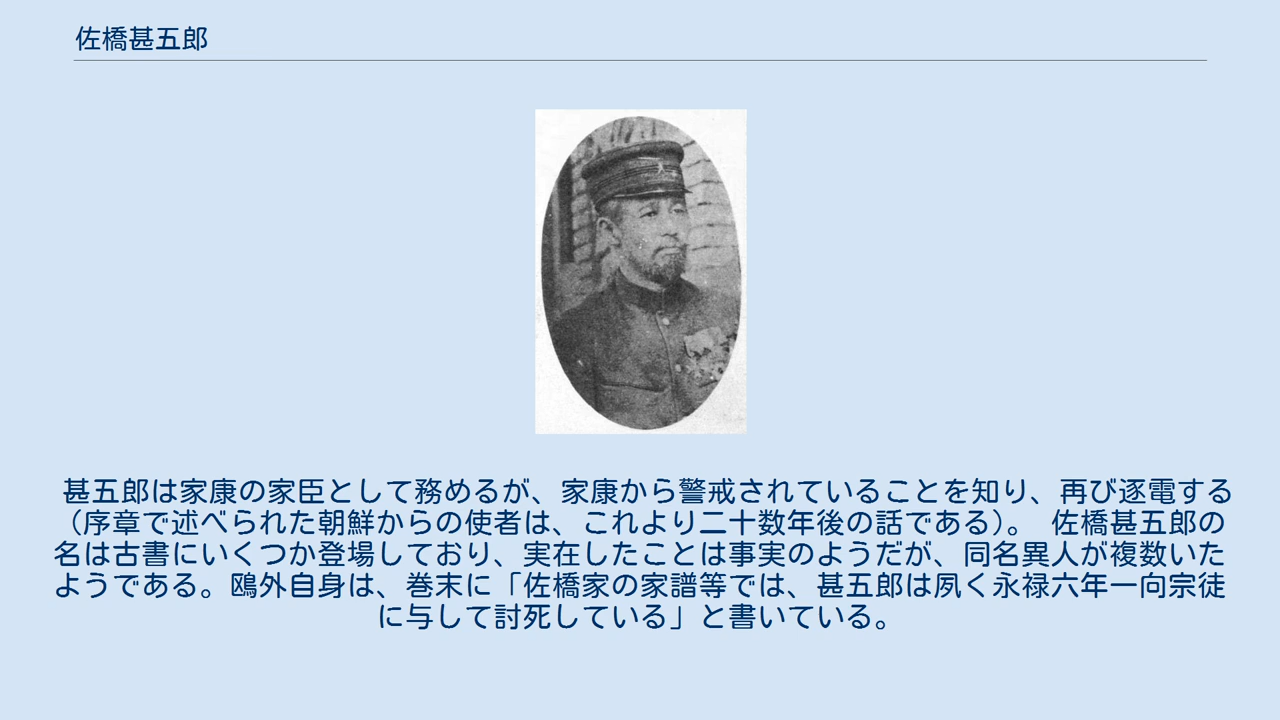 佐橋甚五郎
甚五郎は家康の家臣として務めるが、家康から警戒されていることを知り、再び逐電する
（序章で述べられた朝鮮からの使者は、これより二十数年後の話である）。 佐橋甚五郎の
名は古書にいくつか登場しており、実在したことは事実のようだが、同名異人が複数いた
ようである。鴎外自身は、巻末に「佐橋家の家譜等では、甚五郎は夙く永禄六年一向宗徒
に与して討死している」と書いている。